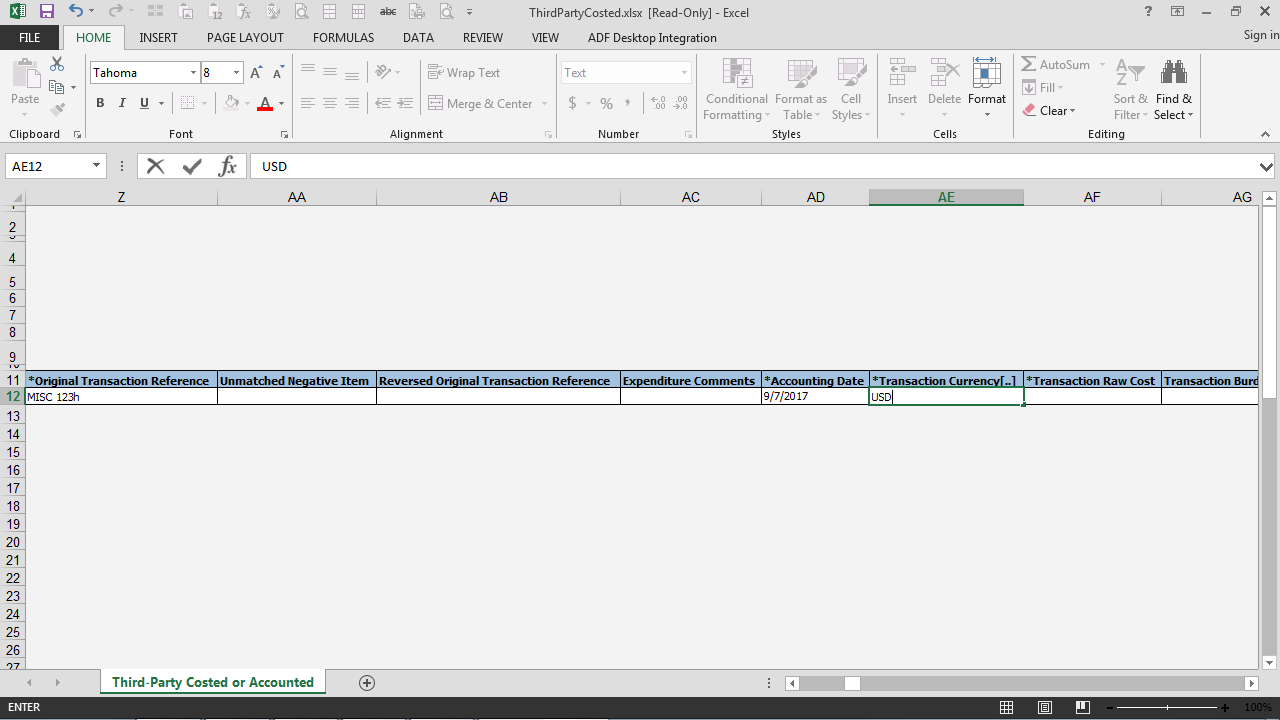 ThirdPartyCosted.xlsx [Read-Only] - Excel
FILE HOME INSERT PAGE LAYOUT FORMULAS DATA REVIEW VIEW ADF Desktop Integration Sign in
Tahoma 8 Wrap Text Text AutoSum
Paste Conditional Formatting Format as Table Cell Styles Insert Delete Format Fill Sort & Filter Find & Select
B I U A Merge & Center $ % , Clear
Clipboard Font Alignment Number Styles Cells Editing
AE12 fx USD
Z AA AB AC AD AE AF AG
2
4
5
6
7
8
9
11 *Original Transaction Reference Unmatched Negative Item Reversed Original Transaction Reference Expenditure Comments *Accounting Date *Transaction Currency[..] *Transaction Raw Cost Transaction Burd
12 MISC 123h 9/7/2017 USD
13
14
15
16
17
18
19
20
21
22
23
24
25
26
27
Third-Party Costed or Accounted
ENTER 100%